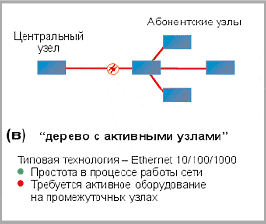 Абонентские узлы
Центральный
узел
(в) “дерево с активными узлами”
Типовая технология – Ethernet 10/100/1000
Простота в процессе работы сети
Требуется активное оборудование
на промежуточных узлах